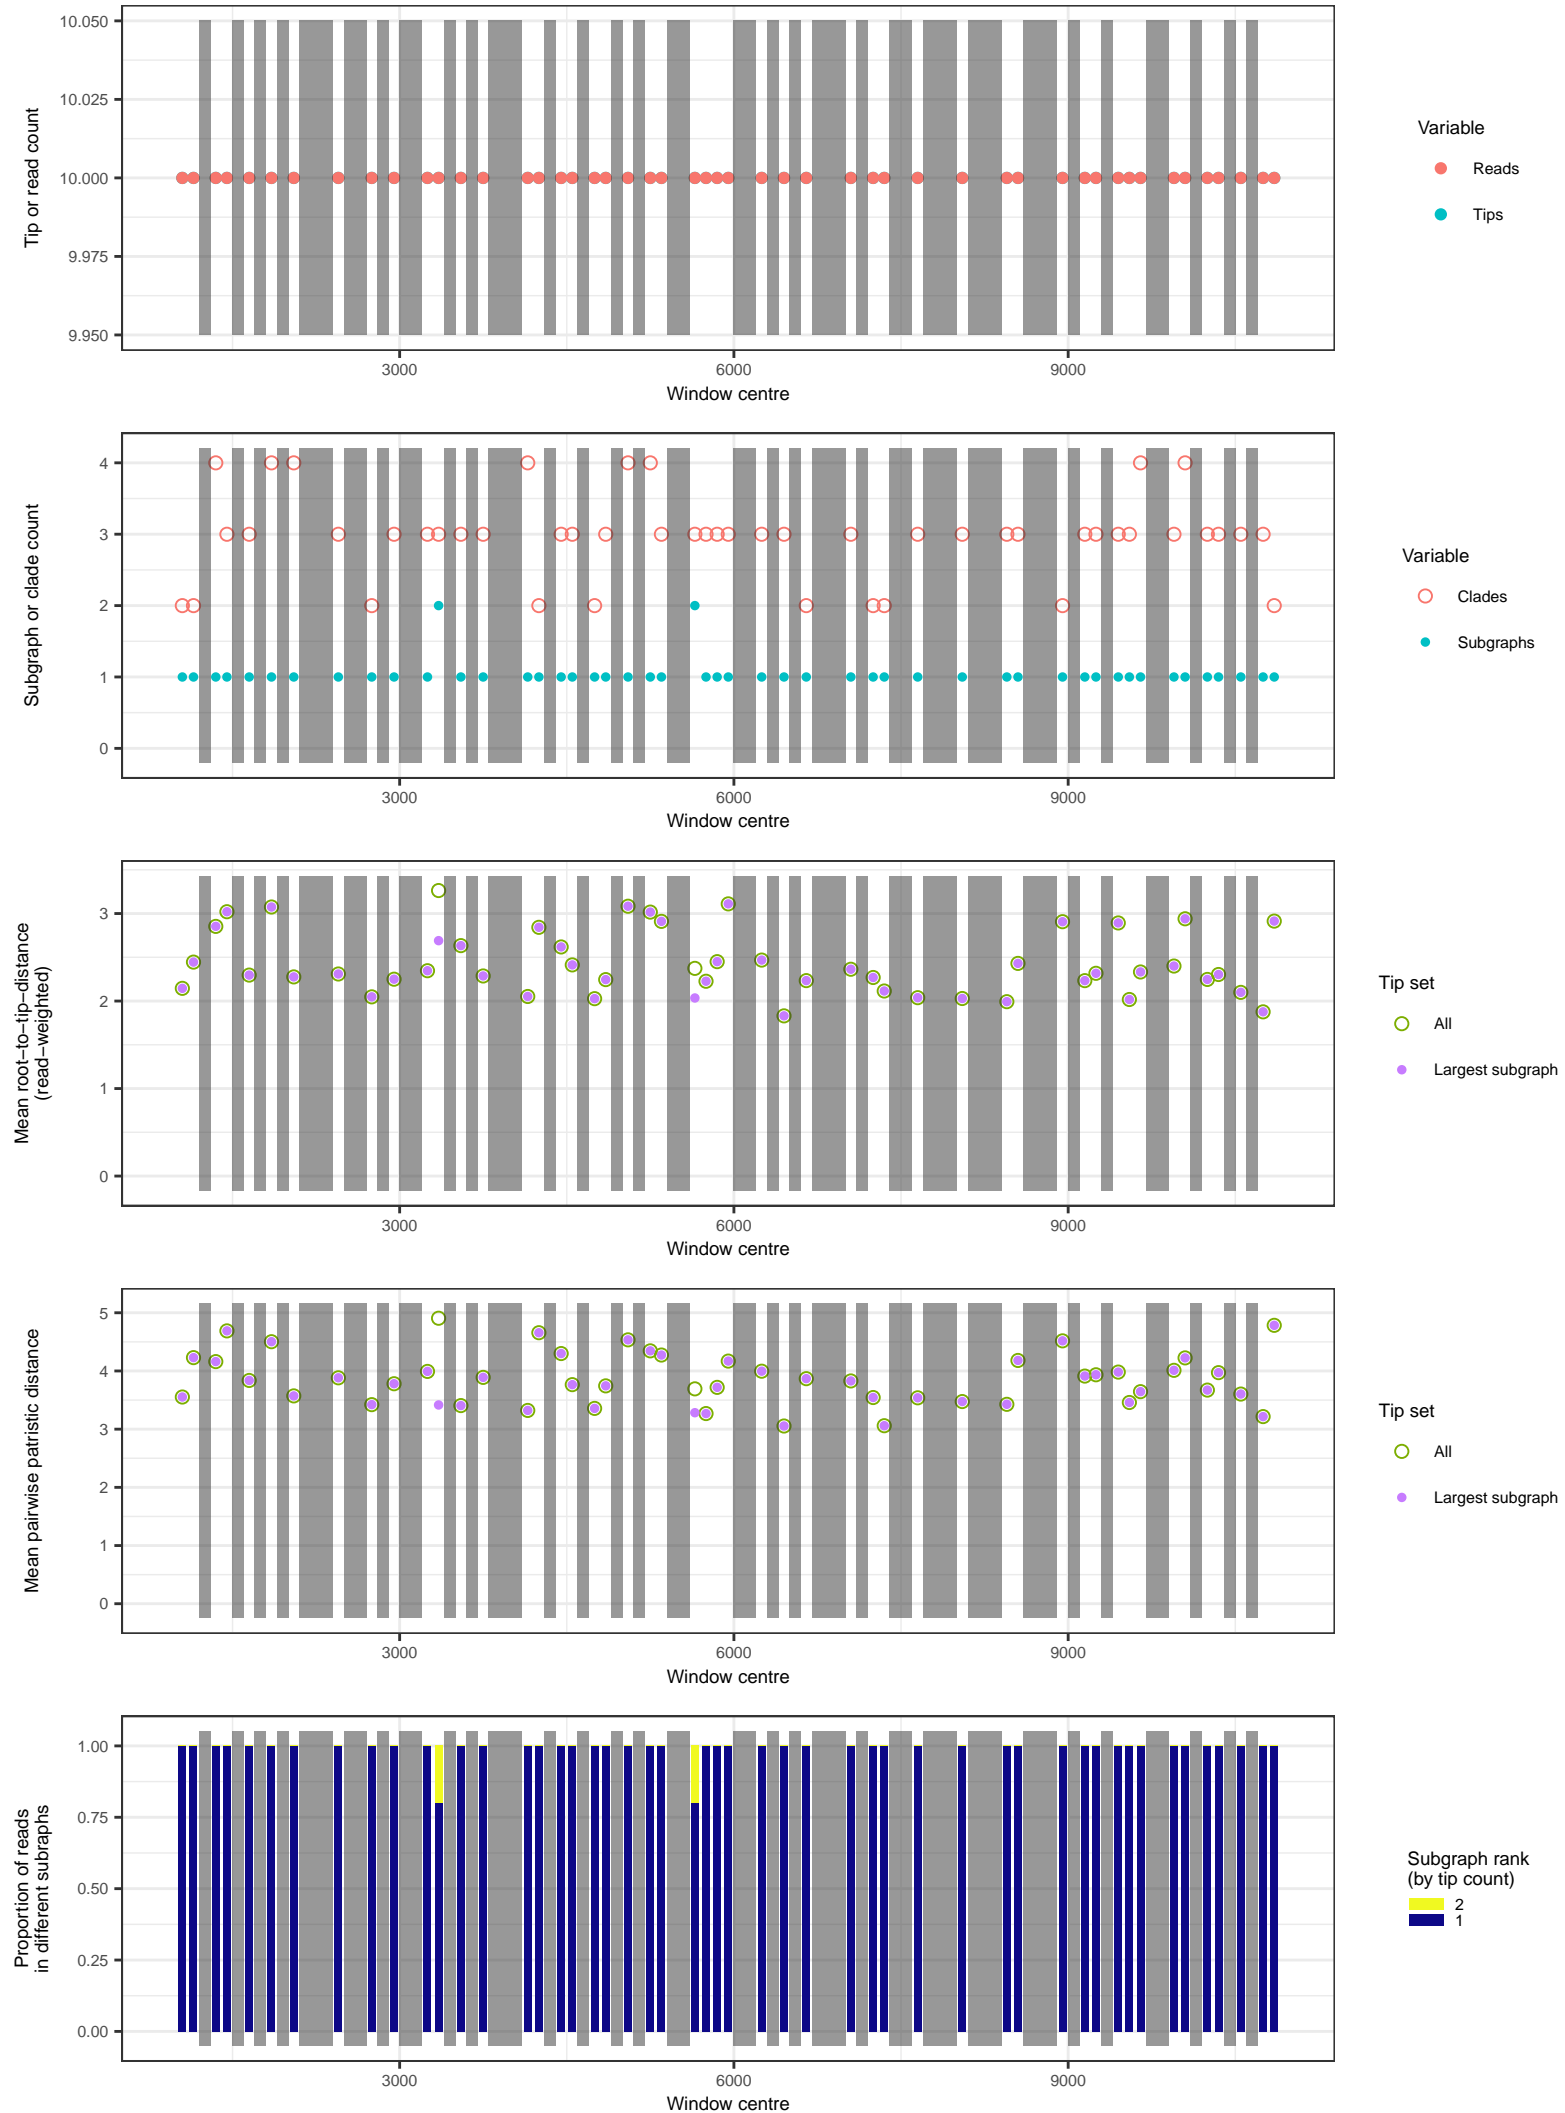 10.050
10.025
10.000
9.975
9.950
Tip or read count
3000 6000 9000
Window centre
Variable
Reads
Tips
4
3
2
1
0
Subgraph or clade count
3000 6000 9000
Window centre
Variable
Clades
Subgraphs
3
2
1
0
Mean root−to−tip−distance
(read−weighted)
3000 6000 9000
Window centre
Tip set
All
Largest subgraph
5
4
3
2
1
0
Mean pairwise patristic distance
3000 6000 9000
Window centre
Tip set
All
Largest subgraph
1.00
0.75
0.50
0.25
0.00
Proportion of reads
in different subraphs
3000 6000 9000
Window centre
Subgraph rank
(by tip count)
2
1